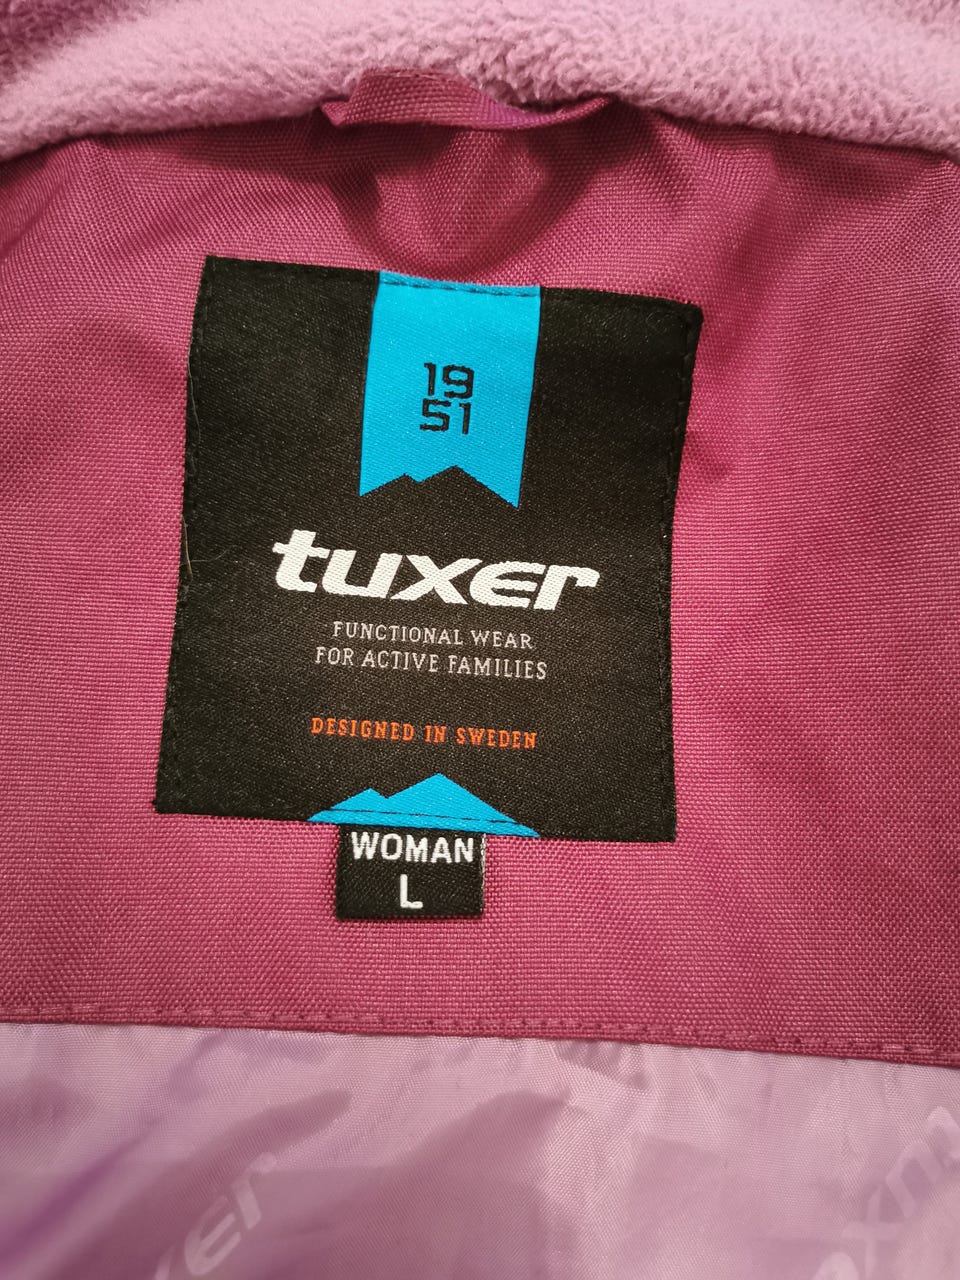 19
51
tuxer
FUNCTIONAL WEAR
FOR ACTIVE FAMILIES
DESIGNED IN SWEDEN
WOMAN
L